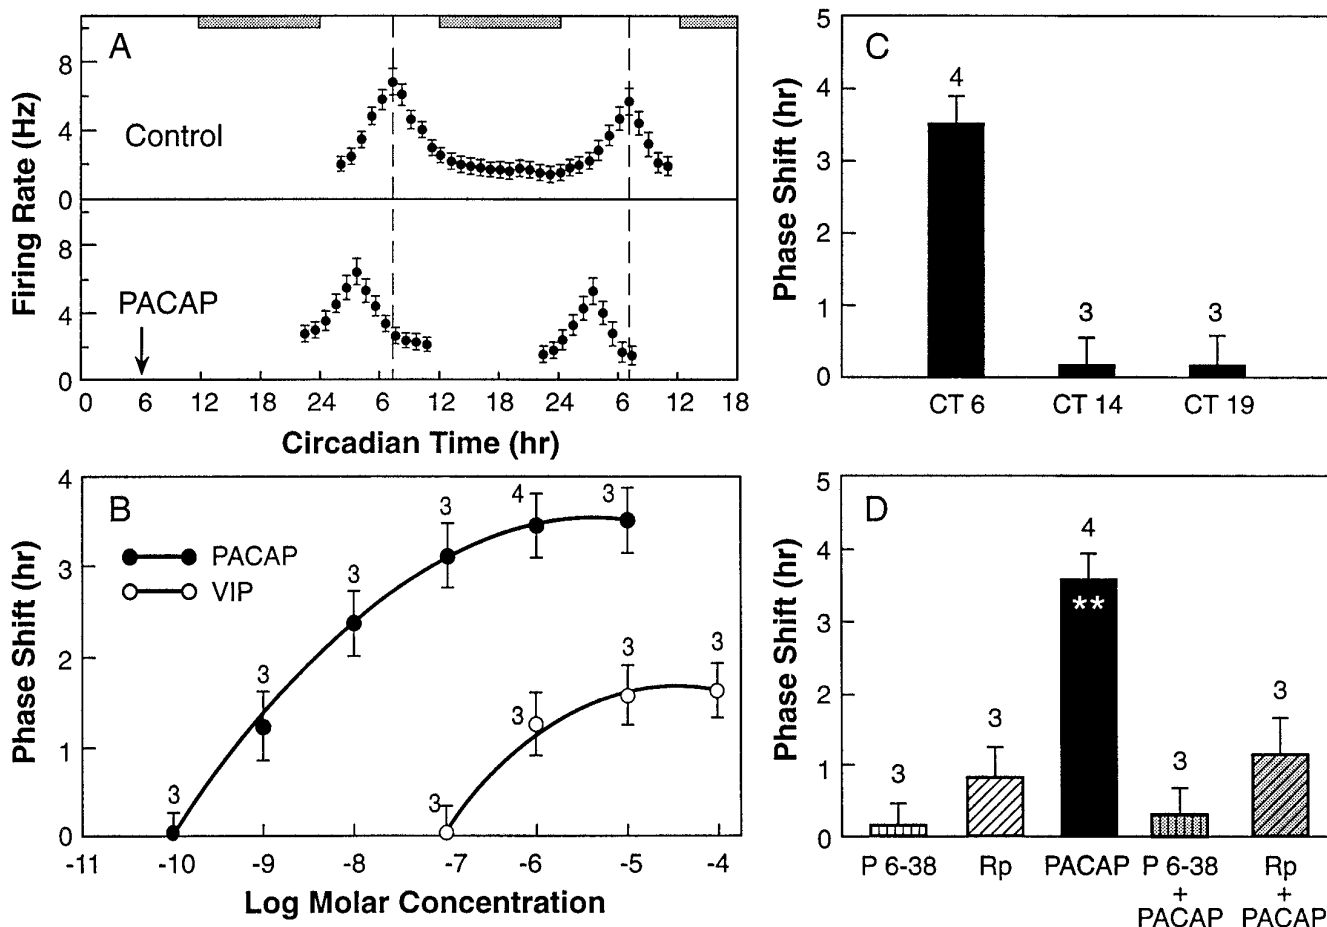 A
Firing Rate (Hz)
8
4
0
Control
8
4
0
PACAP
0 6 12 18 24 6 12 18 24 6 12 18
Circadian Time (hr)
B
Phase Shift (hr)
4
3
2
1
0
PACAP
VIP
3 3 3 3 4 3
3 3 3 3
-11 -10 -9 -8 -7 -6 -5 -4
Log Molar Concentration
C
Phase Shift (hr)
5
4
3
2
1
0
4 3 3
CT 6 CT 14 CT 19
D
Phase Shift (hr)
5
4
3
2
1
0
3 3 4 3 3
**
P 6-38 Rp PACAP P 6-38 Rp
+ +
PACAP PACAP